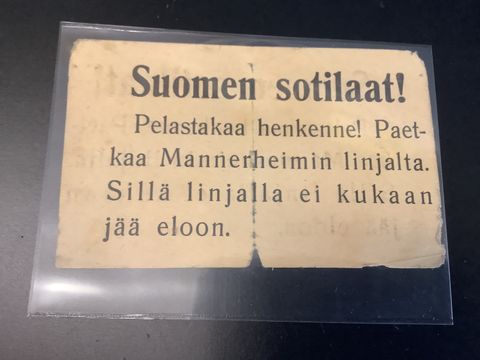 Suomen sotilaat!
Pelastakaa henkenne! Paet-
kaa Mannerheimin linjalta.
Sillä linjalla ei kukaan
jää eloon.